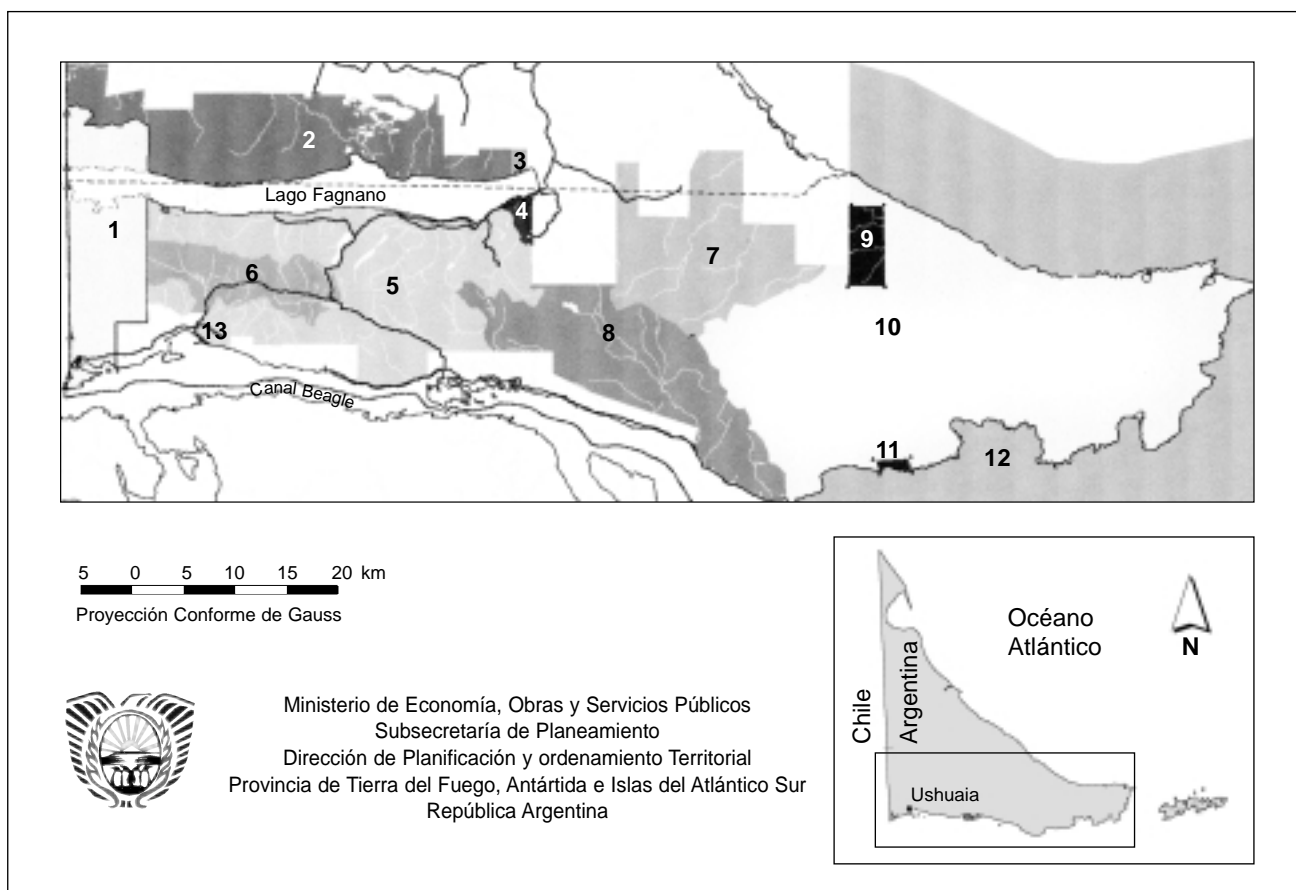 2
3
Lago Fagnano
4
1
9
7
6
5
10
13
8
Canal Beagle
11
12
5 0 5 10 15 20 km
Proyección Conforme de Gauss
Ministerio de Economía, Obras y Servicios Públicos
Subsecretaría de Planeamiento
Dirección de Planificación y ordenamiento Territorial
Provincia de Tierra del Fuego, Antártida e Islas del Atlántico Sur
República Argentina
Océano
Atlántico
N
Chile
Argentina
Ushuaia